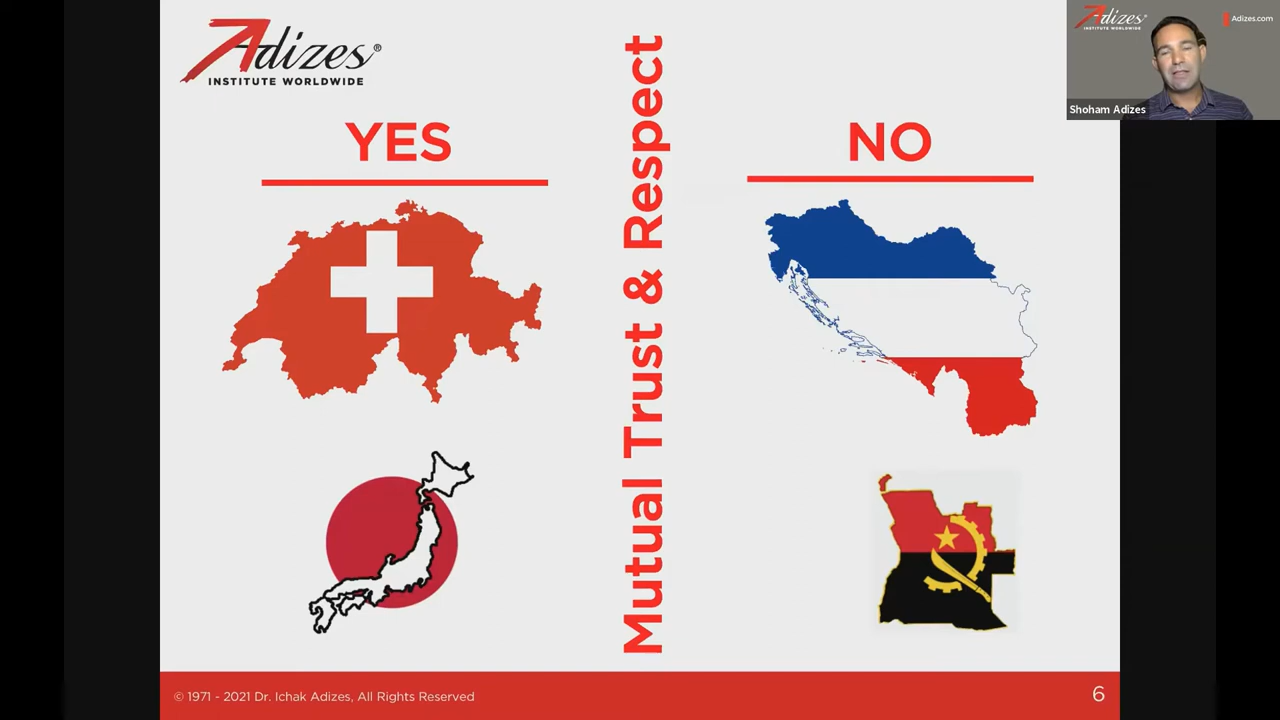 Adizes®
INSTITUTE WORLDWIDE
YES
Mutual Trust & Respect
NO
© 1971 - 2021 Dr. Ichak Adizes, All Rights Reserved
6
Adizes
INSTITUTE WORLDWIDE
Adizes.com
Shoham Adizes